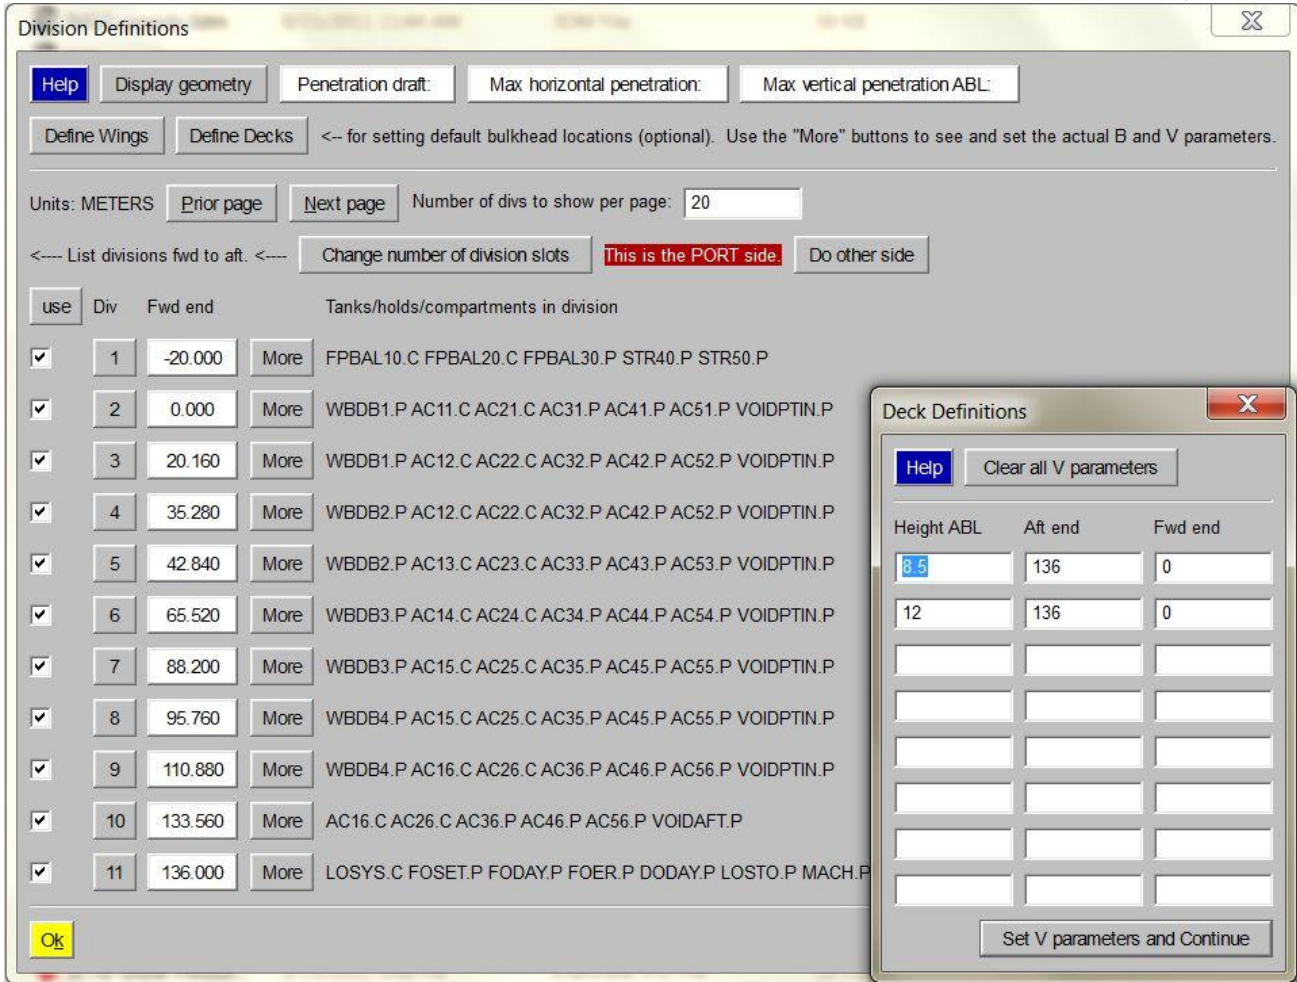 Division Definitions
Help Display geometry Penetration draft: Max horizontal penetration: Max vertical penetration ABL:
Define Wings Define Decks <-- for setting default bulkhead locations (optional). Use the "More" buttons to see and set the actual B and V parameters.
Units: METERS Prior page Next page Number of divs to show per page: 20
<---- List divisions fwd to aft. <---- Change number of division slots This is the PORT side. Do other side
use Div Fwd end Tanks/holds/compartments in division
1 -20.000 More FPBAL10.C FPBAL20.C FPBAL30.P STR40.P STR50.P
2 0.000 More WBDB1.P AC11.C AC21.C AC31.P AC41.P AC51.P VOIDPTIN.P
3 20.160 More WBDB1.P AC12.C AC22.C AC32.P AC42.P AC52.P VOIDPTIN.P
4 35.280 More WBDB2.P AC12.C AC22.C AC32.P AC42.P AC52.P VOIDPTIN.P
5 42.840 More WBDB2.P AC13.C AC23.C AC33.P AC43.P AC53.P VOIDPTIN.P
6 65.520 More WBDB3.P AC14.C AC24.C AC34.P AC44.P AC54.P VOIDPTIN.P
7 88.200 More WBDB3.P AC15.C AC25.C AC35.P AC45.P AC55.P VOIDPTIN.P
8 95.760 More WBDB4.P AC15.C AC25.C AC35.P AC45.P AC55.P VOIDPTIN.P
9 110.880 More WBDB4.P AC16.C AC26.C AC36.P AC46.P AC56.P VOIDPTIN.P
10 133.560 More AC16.C AC26.C AC36.P AC46.P AC56.P VOIDAFT.P
11 136.000 More LOSYS.C FOSET.P FODAY.P FOER.P DODAY.P LOSTO.P MACH.P
Ok
Deck Definitions
Help Clear all V parameters
Height ABL Aft end Fwd end
8.5 136 0
12 136 0
Set V parameters and Continue